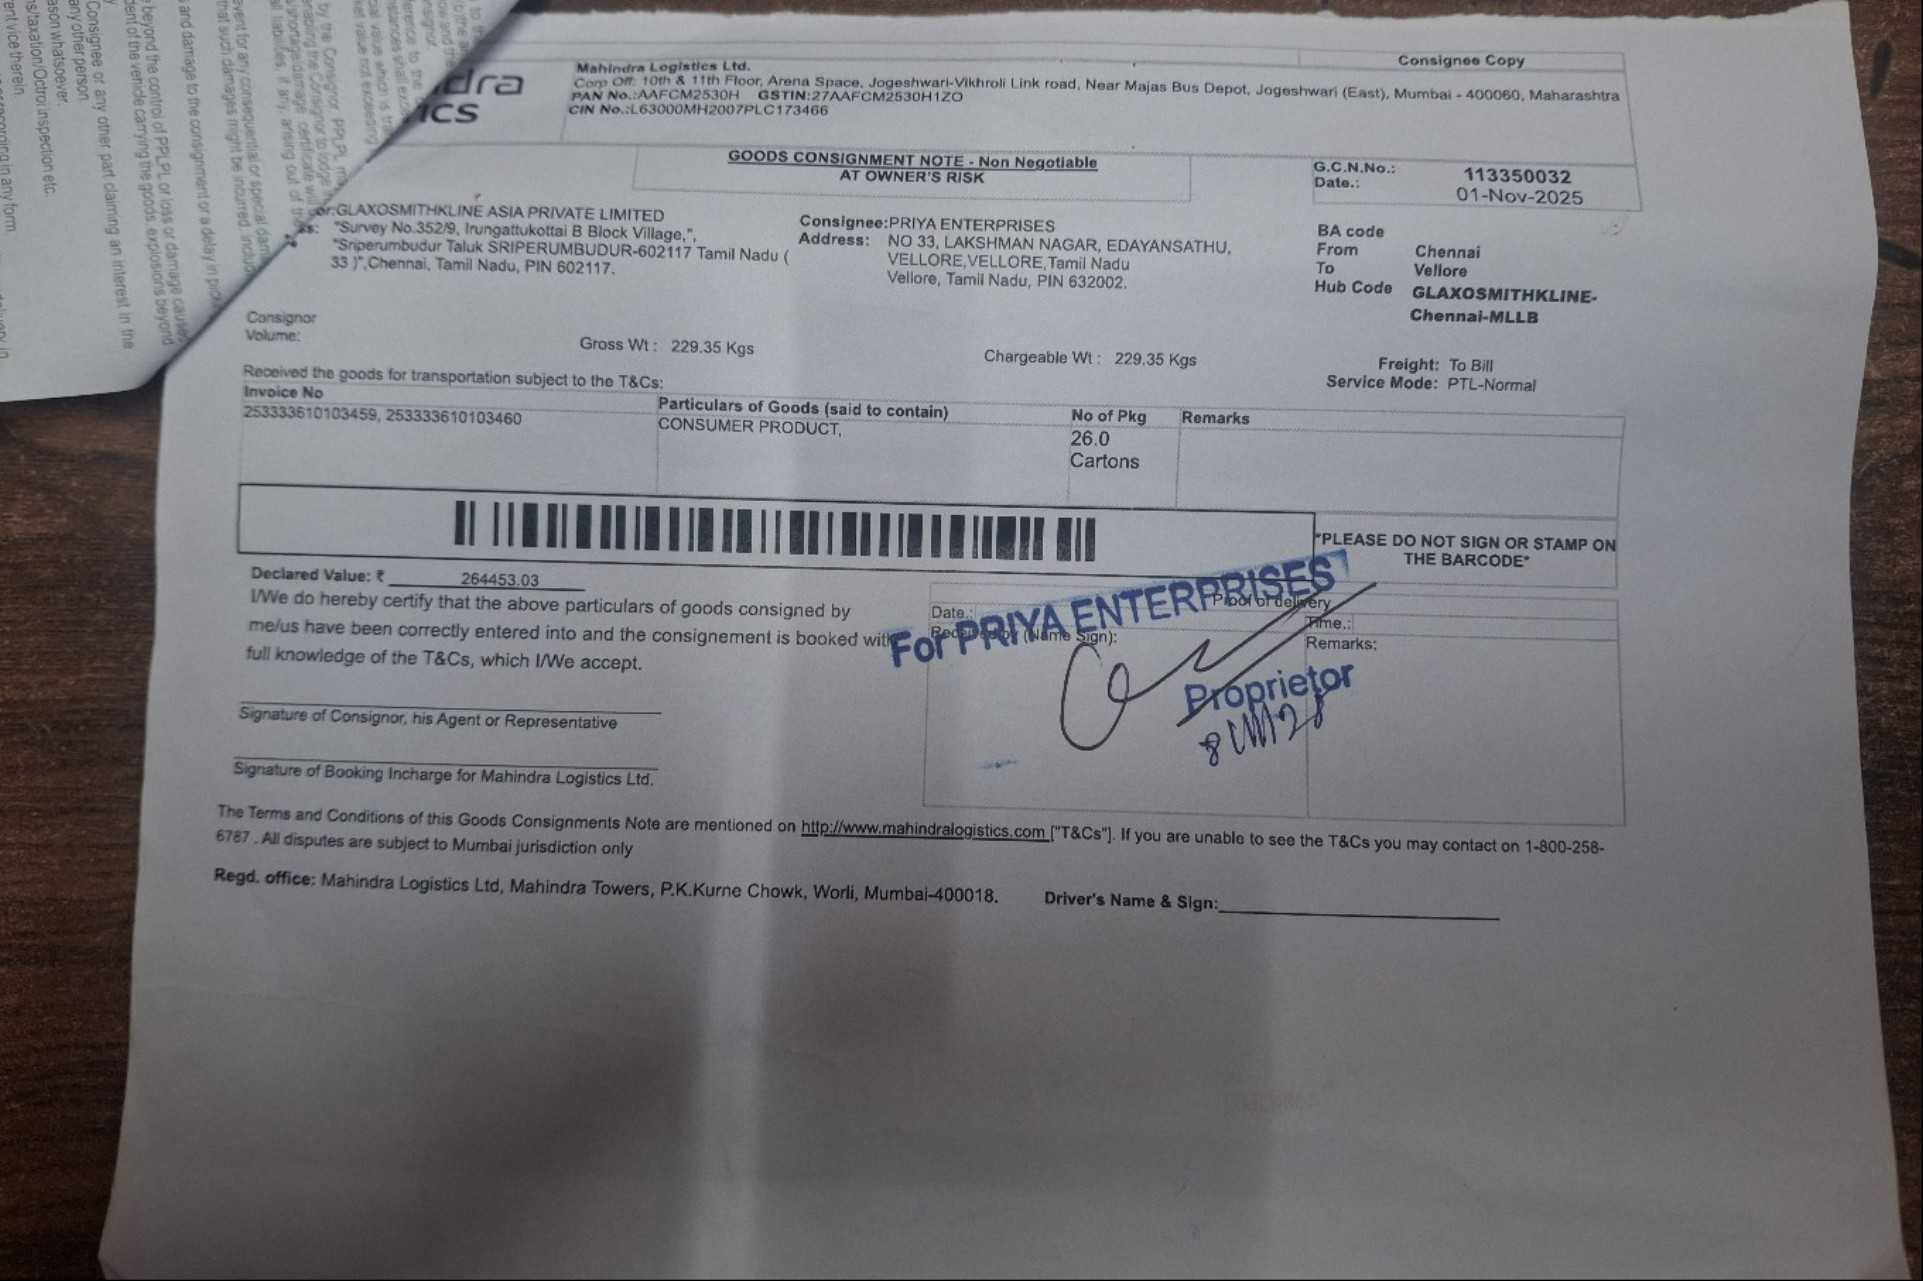 Consignee Copy
dra
ICS
Mahindra Logistics Ltd.
Corp Off: 10th & 11th Floor, Arena Space, Jogeshwari-Vikhroli Link road, Near Majas Bus Depot, Jogeshwari (East), Mumbai - 400060, Maharashtra
PAN No.:AAFCM2530H GSTIN:27AAFCM2530H1ZO
CIN No.:L63000MH2007PLC173466
GOODS CONSIGNMENT NOTE - Non Negotiable
AT OWNER'S RISK
G.C.N.No.: 113350032
Date.: 01-Nov-2025
or:GLAXOSMITHKLINE ASIA PRIVATE LIMITED
ss: "Survey No.352/9, Irungattukottai B Block Village,",
"Sriperumbudur Taluk SRIPERUMBUDUR-602117 Tamil Nadu (
33 )",Chennai, Tamil Nadu, PIN 602117.
Consignee:PRIYA ENTERPRISES
Address: NO 33, LAKSHMAN NAGAR, EDAYANSATHU,
VELLORE,VELLORE,Tamil Nadu
Vellore, Tamil Nadu, PIN 632002.
BA code
From Chennai
To Vellore
Hub Code GLAXOSMITHKLINE-
Chennai-MLLB
Consignor
Volume:
Gross Wt : 229.35 Kgs
Chargeable Wt : 229.35 Kgs
Freight: To Bill
Service Mode: PTL-Normal
Received the goods for transportation subject to the T&Cs:
Invoice No
253333610103459, 253333610103460
Particulars of Goods (said to contain)
CONSUMER PRODUCT,
No of Pkg
26.0
Cartons
Remarks
*PLEASE DO NOT SIGN OR STAMP ON
THE BARCODE*
Declared Value: ₹ 264453.03
I/We do hereby certify that the above particulars of goods consigned by
me/us have been correctly entered into and the consignement is booked with
full knowledge of the T&Cs, which I/We accept.
Proof of delivery
Date.:
Received by (Name Sign):
Time.:
Remarks:
For PRIYA ENTERPRISES
Proprietor
Signature of Consignor, his Agent or Representative
Signature of Booking Incharge for Mahindra Logistics Ltd.
The Terms and Conditions of this Goods Consignments Note are mentioned on http://www.mahindralogistics.com ["T&Cs"]. If you are unable to see the T&Cs you may contact on 1-800-258-
6787 . All disputes are subject to Mumbai jurisdiction only
Regd. office: Mahindra Logistics Ltd, Mahindra Towers, P.K.Kurne Chowk, Worli, Mumbai-400018.
Driver's Name & Sign: